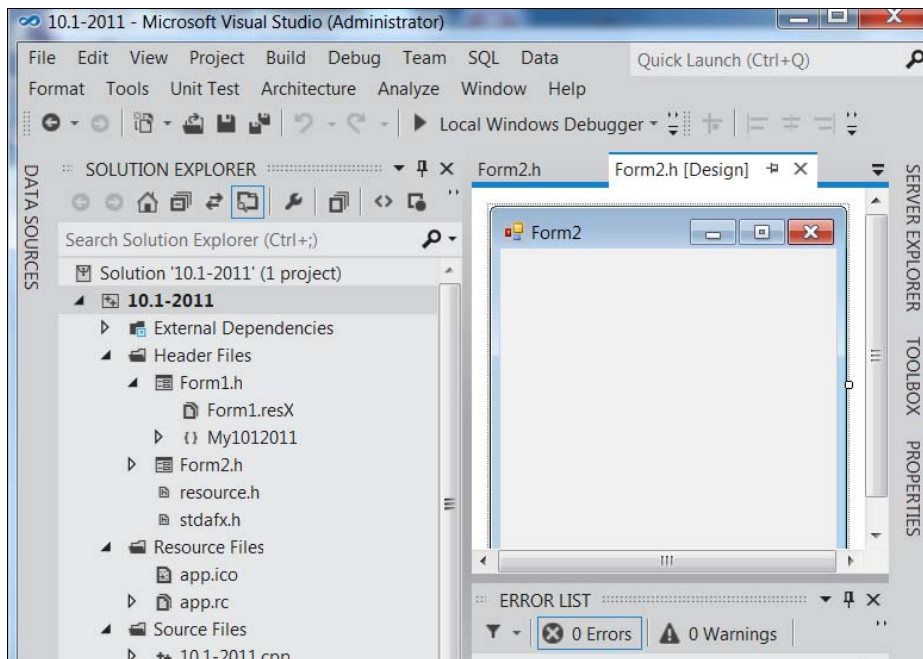 10.1-2011 - Microsoft Visual Studio (Administrator)
File Edit View Project Build Debug Team SQL Data Quick Launch (Ctrl+Q)
Format Tools Unit Test Architecture Analyze Window Help
Local Windows Debugger
DATA SOURCES
SOLUTION EXPLORER
Search Solution Explorer (Ctrl+;)
Solution '10.1-2011' (1 project)
10.1-2011
External Dependencies
Header Files
Form1.h
Form1.resX
{} My1012011
Form2.h
resource.h
stdafx.h
Resource Files
app.ico
app.rc
Source Files
10.1-2011.cpp
Form2.h Form2.h [Design]
Form2
ERROR LIST
0 Errors 0 Warnings
SERVER EXPLORER
TOOLBOX
PROPERTIES